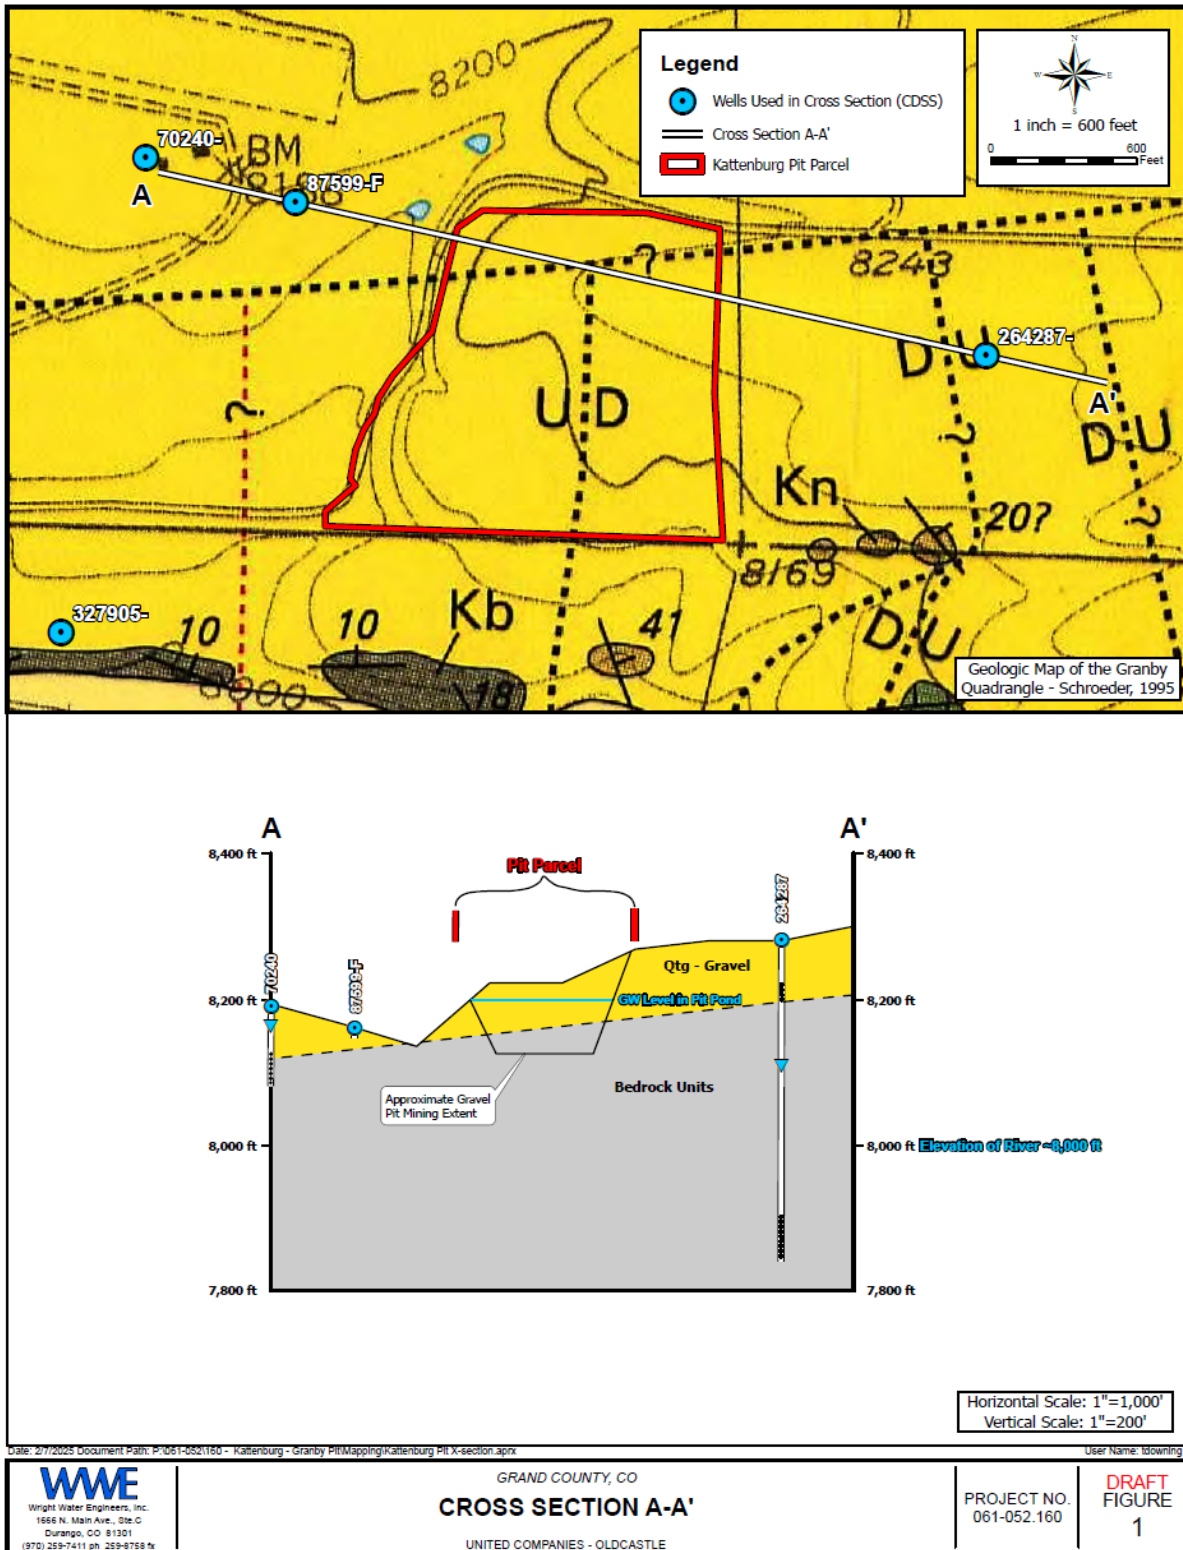 8200
Legend
Wells Used in Cross Section (CDSS)
Cross Section A-A'
Kattenburg Pit Parcel
N
W E
S
1 inch = 600 feet
0 600
Feet
70240-
BM
A
87599-F
?
8243
264287-
D U
A'
U D
?
D U
?
Kn
20?
?
8169
327905-
10
10
Kb
41
D U
18
Geologic Map of the Granby
Quadrangle - Schroeder, 1995
A
A'
8,400 ft
8,400 ft
Pit Parcel
264287
70240
87599-F
Qtg - Gravel
8,200 ft
GW Level in Pit Pond
8,200 ft
Bedrock Units
Approximate Gravel
Pit Mining Extent
8,000 ft
8,000 ft
Elevation of River ~8,000 ft
7,800 ft
7,800 ft
Horizontal Scale: 1"=1,000'
Vertical Scale: 1"=200'
Date: 2/7/2025 Document Path: P:\061-052\160 - Kattenburg - Granby Pit\Mapping\Kattenburg Pit X-section.aprx
User Name: tdowning
WWE
Wright Water Engineers, Inc.
1666 N. Main Ave., Ste.C
Durango, CO 81301
(970) 259-7411 ph 259-8758 fx
GRAND COUNTY, CO
CROSS SECTION A-A'
UNITED COMPANIES - OLDCASTLE
PROJECT NO.
061-052.160
DRAFT
FIGURE
1